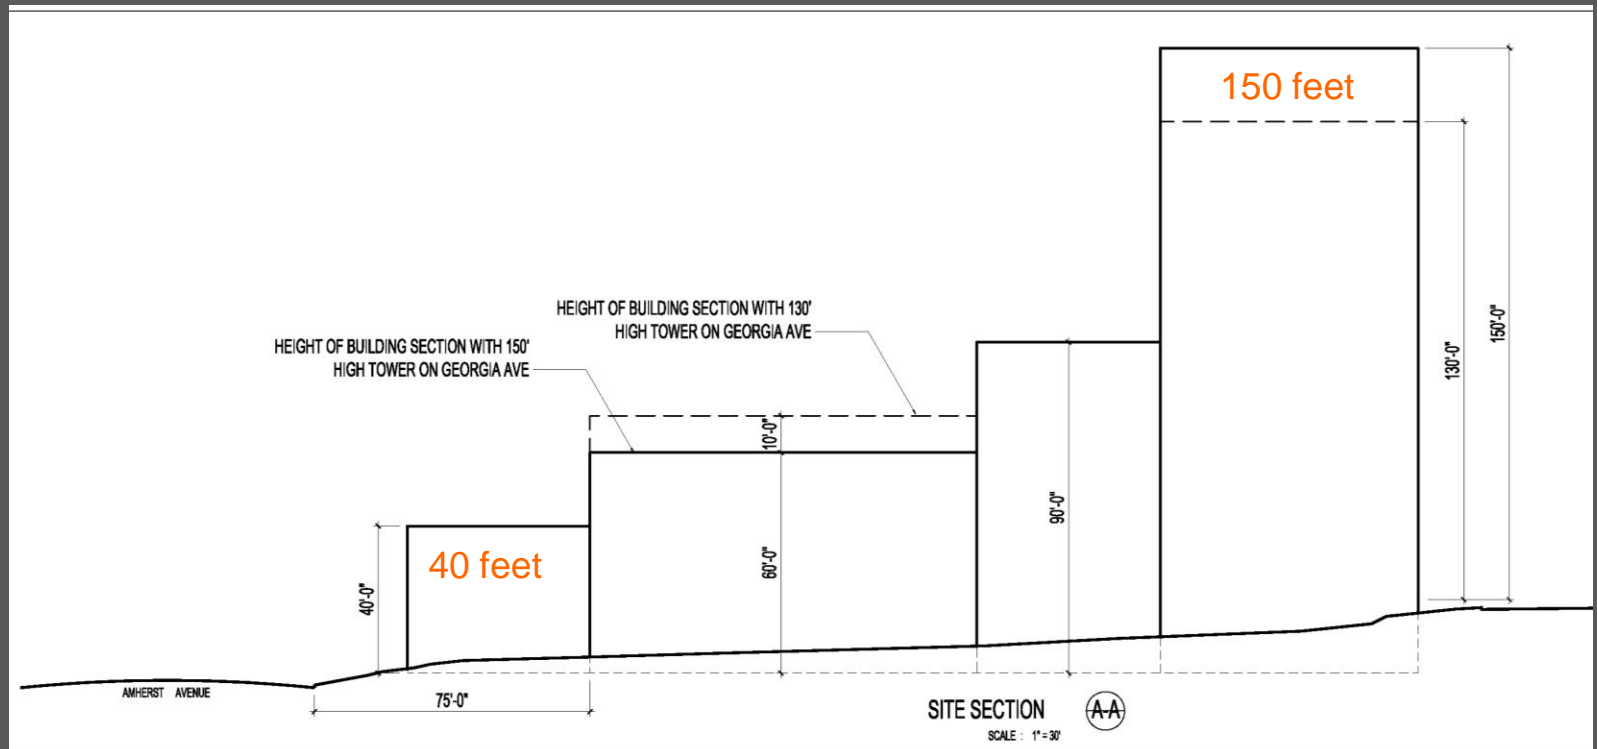 150 feet
HEIGHT OF BUILDING SECTION WITH 130'
HIGH TOWER ON GEORGIA AVE
HEIGHT OF BUILDING SECTION WITH 150'
HIGH TOWER ON GEORGIA AVE
150'-0"
130'-0"
10'-0"
90'-0"
60'-0"
40 feet
40'-0"
AMHERST AVENUE
75'-0"
SITE SECTION A-A
SCALE : 1" = 30'